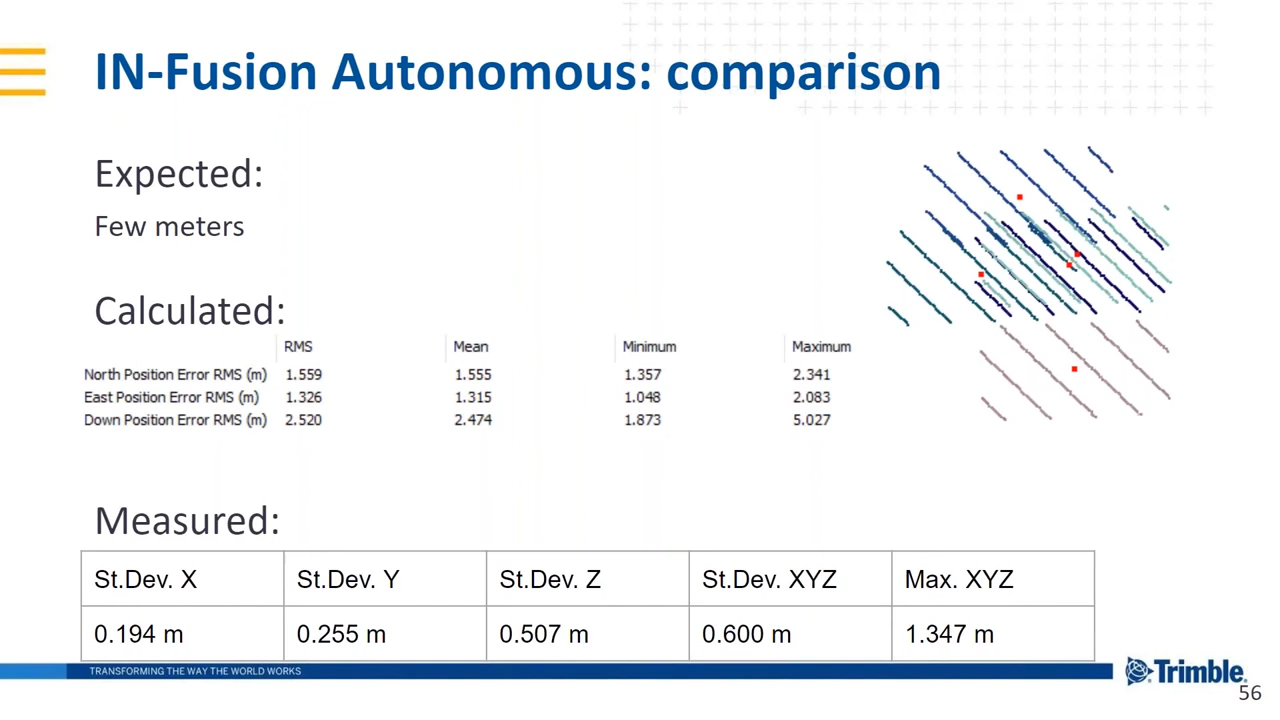 IN-Fusion Autonomous: comparison
Expected:
Few meters
Calculated:
RMS Mean Minimum Maximum
North Position Error RMS (m) 1.559 1.555 1.357 2.341
East Position Error RMS (m) 1.326 1.315 1.048 2.083
Down Position Error RMS (m) 2.520 2.474 1.873 5.027
Measured:
St.Dev. X St.Dev. Y St.Dev. Z St.Dev. XYZ Max. XYZ
0.194 m 0.255 m 0.507 m 0.600 m 1.347 m
TRANSFORMING THE WAY THE WORLD WORKS
Trimble.
56